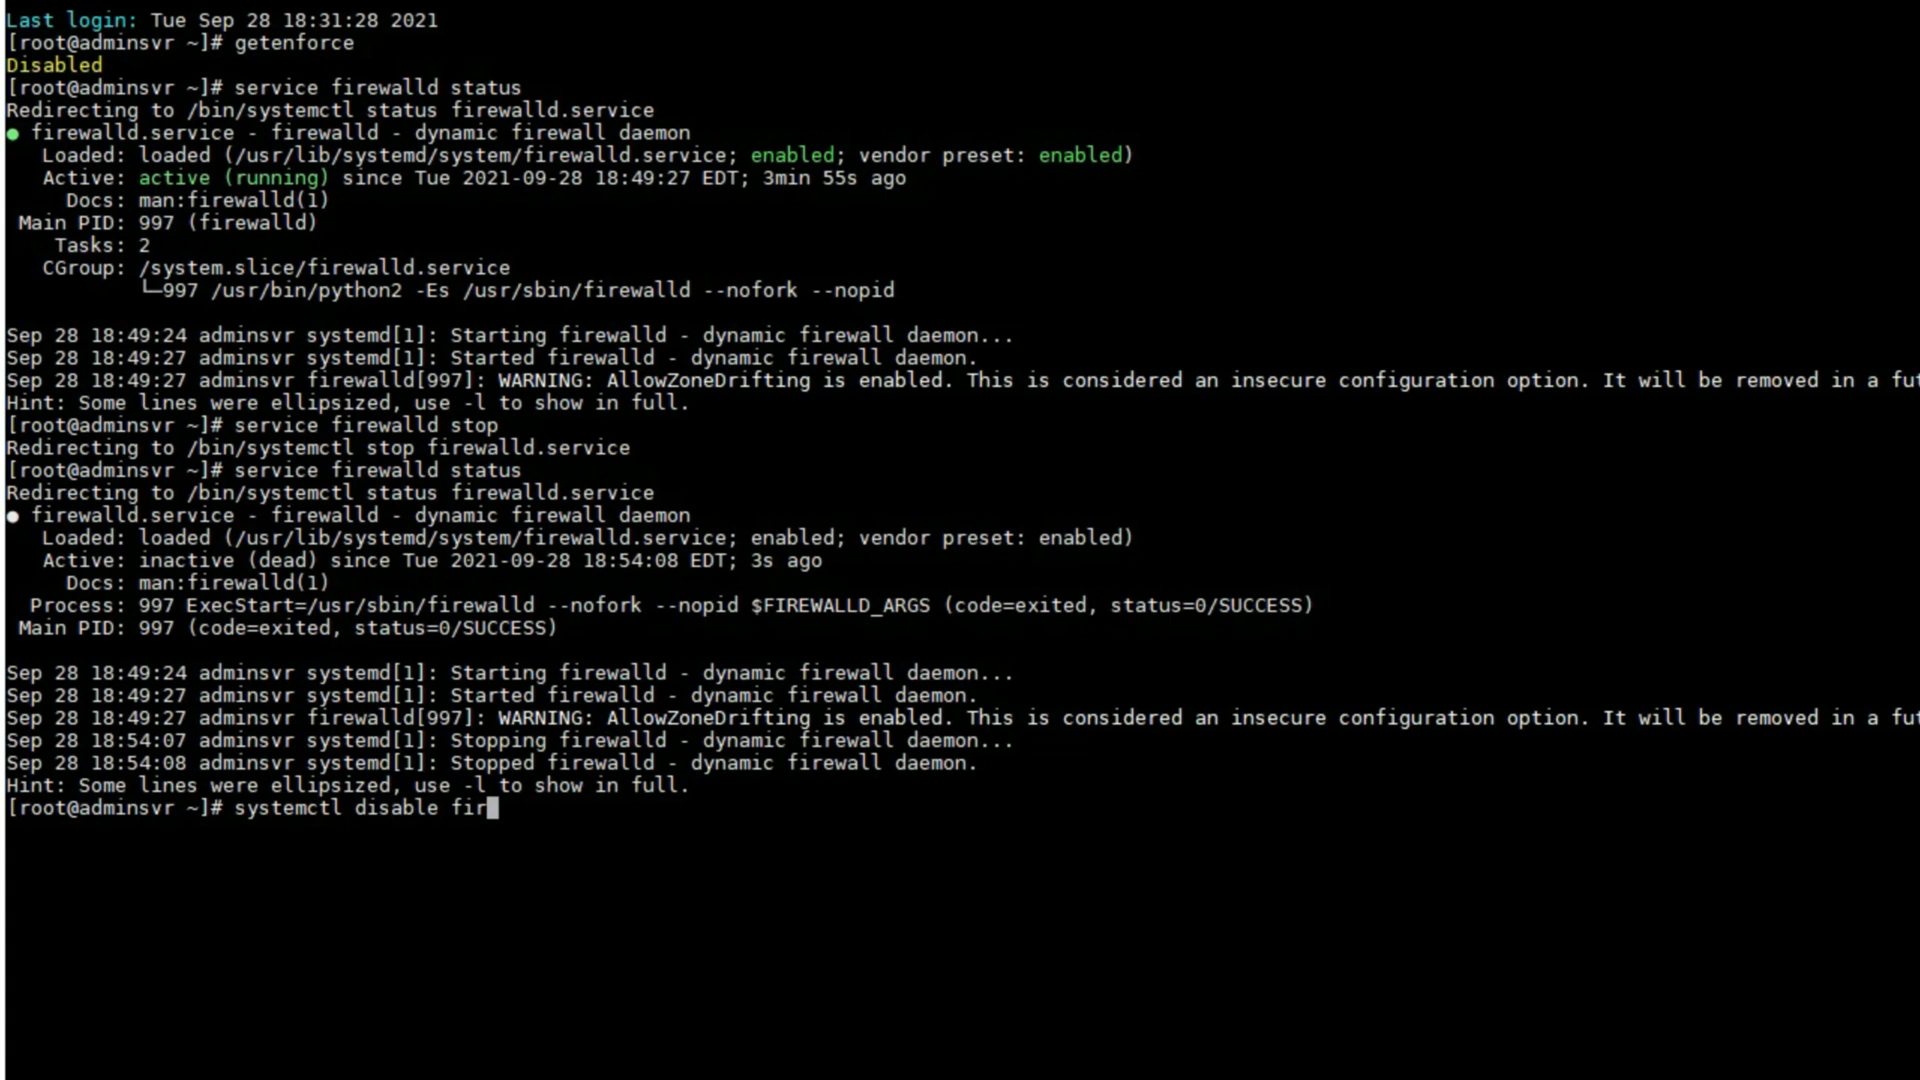 Last login: Tue Sep 28 18:31:28 2021
[root@adminsvr ~]# getenforce
Disabled
[root@adminsvr ~]# service firewalld status
Redirecting to /bin/systemctl status firewalld.service
● firewalld.service - firewalld - dynamic firewall daemon
   Loaded: loaded (/usr/lib/systemd/system/firewalld.service; enabled; vendor preset: enabled)
   Active: active (running) since Tue 2021-09-28 18:49:27 EDT; 3min 55s ago
     Docs: man:firewalld(1)
 Main PID: 997 (firewalld)
    Tasks: 2
   CGroup: /system.slice/firewalld.service
           └─997 /usr/bin/python2 -Es /usr/sbin/firewalld --nofork --nopid

Sep 28 18:49:24 adminsvr systemd[1]: Starting firewalld - dynamic firewall daemon...
Sep 28 18:49:27 adminsvr systemd[1]: Started firewalld - dynamic firewall daemon.
Sep 28 18:49:27 adminsvr firewalld[997]: WARNING: AllowZoneDrifting is enabled. This is considered an insecure configuration option. It will be removed in a fut
Hint: Some lines were ellipsized, use -l to show in full.
[root@adminsvr ~]# service firewalld stop
Redirecting to /bin/systemctl stop firewalld.service
[root@adminsvr ~]# service firewalld status
Redirecting to /bin/systemctl status firewalld.service
● firewalld.service - firewalld - dynamic firewall daemon
   Loaded: loaded (/usr/lib/systemd/system/firewalld.service; enabled; vendor preset: enabled)
   Active: inactive (dead) since Tue 2021-09-28 18:54:08 EDT; 3s ago
     Docs: man:firewalld(1)
  Process: 997 ExecStart=/usr/sbin/firewalld --nofork --nopid $FIREWALLD_ARGS (code=exited, status=0/SUCCESS)
 Main PID: 997 (code=exited, status=0/SUCCESS)

Sep 28 18:49:24 adminsvr systemd[1]: Starting firewalld - dynamic firewall daemon...
Sep 28 18:49:27 adminsvr systemd[1]: Started firewalld - dynamic firewall daemon.
Sep 28 18:49:27 adminsvr firewalld[997]: WARNING: AllowZoneDrifting is enabled. This is considered an insecure configuration option. It will be removed in a fut
Sep 28 18:54:07 adminsvr systemd[1]: Stopping firewalld - dynamic firewall daemon...
Sep 28 18:54:08 adminsvr systemd[1]: Stopped firewalld - dynamic firewall daemon.
Hint: Some lines were ellipsized, use -l to show in full.
[root@adminsvr ~]# systemctl disable fir